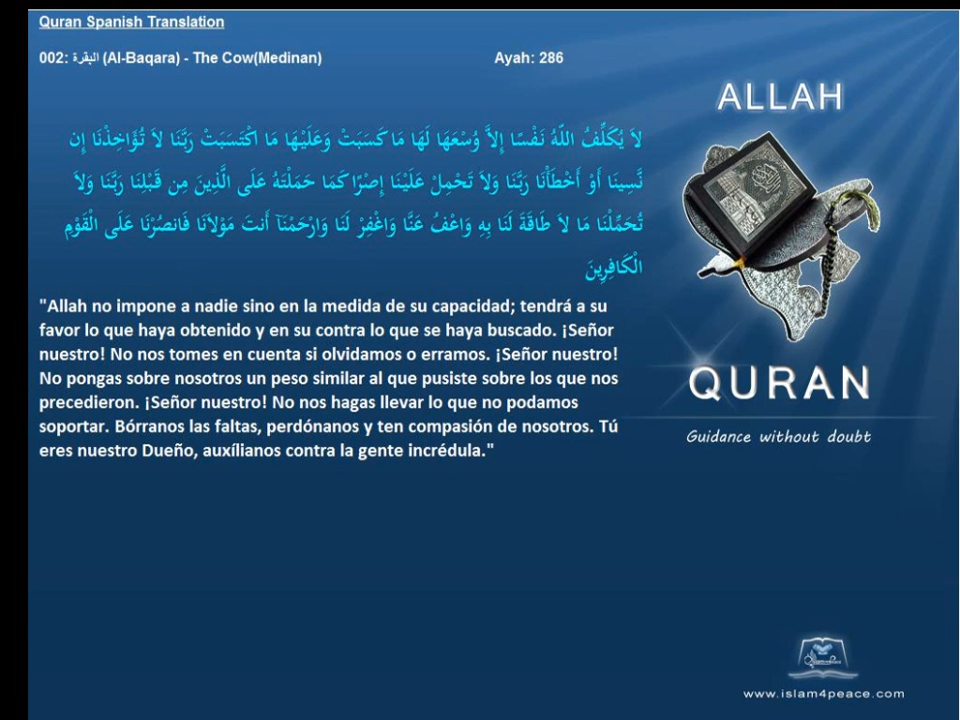 Quran Spanish Translation
002: البقرة (Al-Baqara) - The Cow(Medinan) Ayah: 286
ALLAH
لاَ يُكَلِّفُ اللَّهُ نَفْسًا إِلاَّ وُسْعَهَا لَهَا مَا كَسَبَتْ وَعَلَيْهَا مَا اكْتَسَبَتْ رَبَّنَا لاَ تُؤَاخِذْنَا إِن
نَّسِينَا أَوْ أَخْطَأْنَا رَبَّنَا وَلاَ تَحْمِلْ عَلَيْنَا إِصْرًا كَمَا حَمَلْتَهُ عَلَى الَّذِينَ مِن قَبْلِنَا رَبَّنَا وَلاَ
تُحَمِّلْنَا مَا لاَ طَاقَةَ لَنَا بِهِ وَاعْفُ عَنَّا وَاغْفِرْ لَنَا وَارْحَمْنَآ أَنتَ مَوْلاَنَا فَانصُرْنَا عَلَى الْقَوْمِ
الْكَافِرِينَ
"Allah no impone a nadie sino en la medida de su capacidad; tendrá a su
favor lo que haya obtenido y en su contra lo que se haya buscado. ¡Señor
nuestro! No nos tomes en cuenta si olvidamos o erramos. ¡Señor nuestro!
No pongas sobre nosotros un peso similar al que pusiste sobre los que nos
precedieron. ¡Señor nuestro! No nos hagas llevar lo que no podamos
soportar. Bórranos las faltas, perdónanos y ten compasión de nosotros. Tú
eres nuestro Dueño, auxílianos contra la gente incrédula."
QURAN
Guidance without doubt
www.islam4peace.com